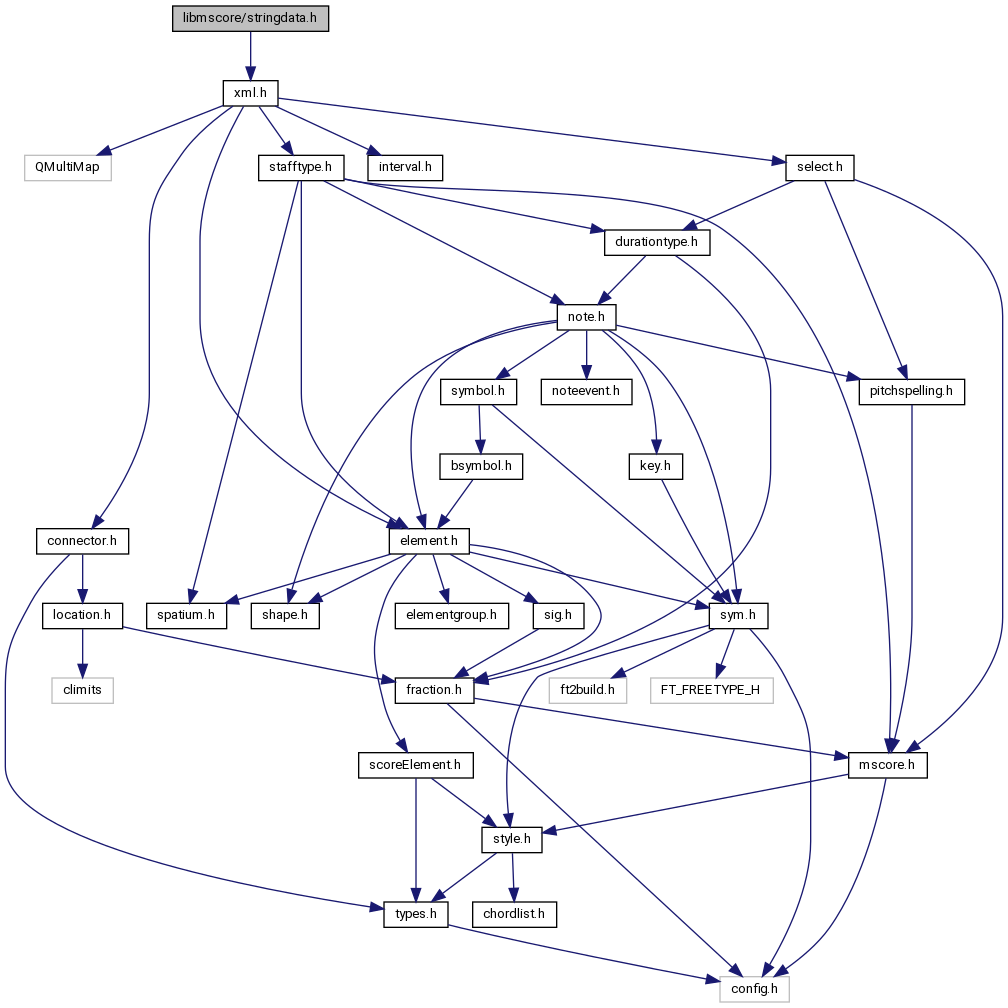 libmscore/stringdata.h
xml.h
QMultiMap
stafftype.h
interval.h
select.h
durationtype.h
note.h
symbol.h
noteevent.h
pitchspelling.h
bsymbol.h
key.h
connector.h
element.h
location.h
spatium.h
shape.h
elementgroup.h
sig.h
sym.h
climits
fraction.h
ft2build.h
FT_FREETYPE_H
scoreElement.h
mscore.h
style.h
types.h
chordlist.h
config.h